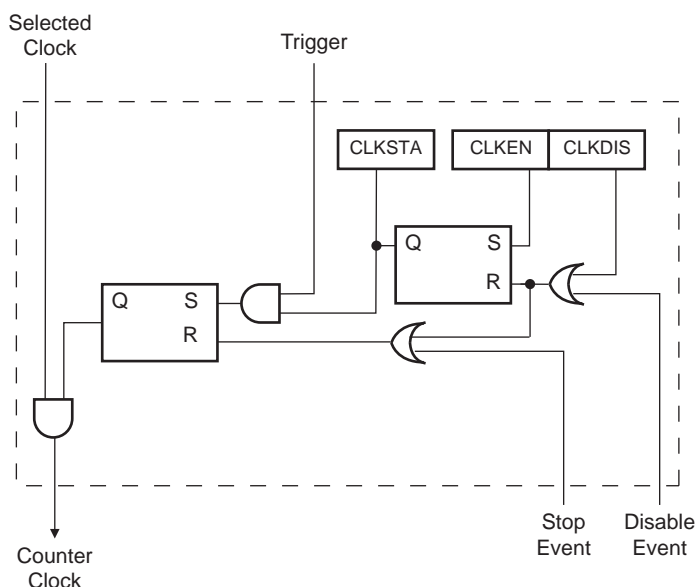 Selected
Clock
Trigger
CLKSTA
CLKEN
CLKDIS
Q
S
R
Q
S
R
Stop
Event
Disable
Event
Counter
Clock